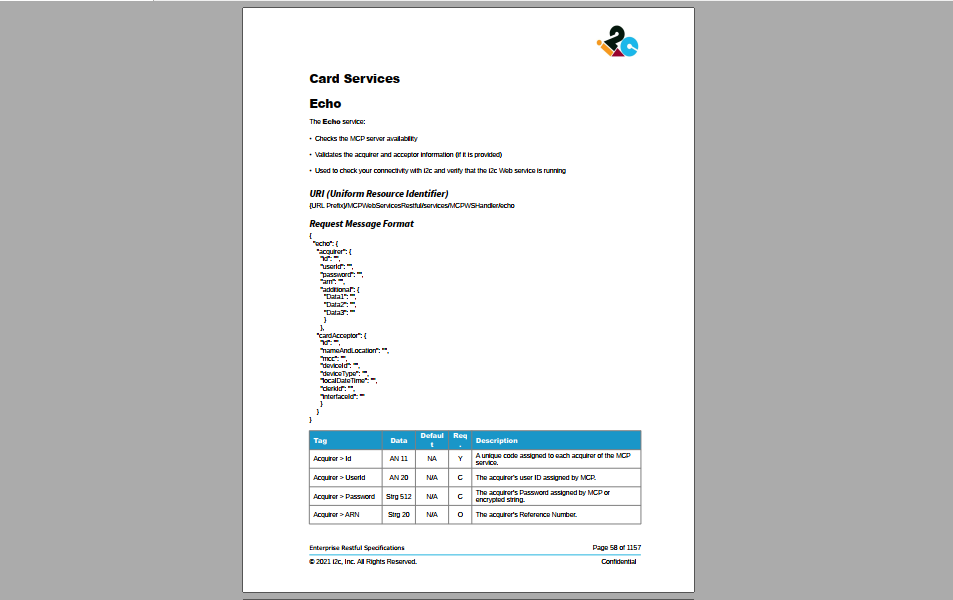 i2c
Card Services
Echo
The Echo service:
• Checks the MCP server availability
• Validates the acquirer and acceptor information (if it is provided)
• Used to check your connectivity with i2c and verify that the i2c Web service is running
URI (Uniform Resource Identifier)
{URL Prefix}/MCPWebServicesRestful/services/MCPWSHandler/echo
Request Message Format
{
"echo": {
"acquirer": {
"id": "",
"userId": "",
"password": "",
"arn": "",
"additional": {
"Data1": "",
"Data2": "",
"Data3": ""
}
},
"cardAcceptor": {
"id": "",
"nameAndLocation": "",
"mcc": "",
"deviceId": "",
"deviceType": "",
"localDateTime": "",
"clerkId": "",
"interfaceId": ""
}
}
}
Tag Data Default Req. Description
Acquirer > Id AN 11 NA Y A unique code assigned to each acquirer of the MCP
service.
Acquirer > UserId AN 20 N/A C The acquirer's user ID assigned by MCP.
Acquirer > Password Strg 512 N/A C The acquirer's Password assigned by MCP or
encrypted string.
Acquirer > ARN Strg 20 N/A O The acquirer's Reference Number.
Enterprise Restful Specifications Page 58 of 1157
© 2021 i2c, Inc. All Rights Reserved. Confidential